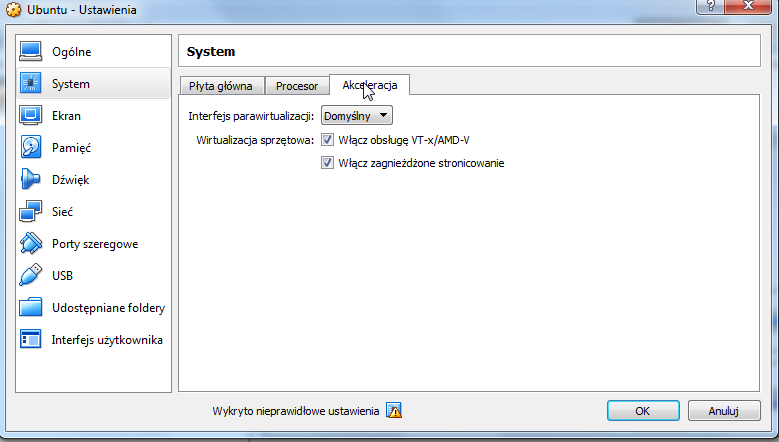 Ubuntu - Ustawienia
?
Ogólne
System
Ekran
Pamięć
Dźwięk
Sieć
Porty szeregowe
USB
Udostępniane foldery
Interfejs użytkownika
System
Płyta główna
Procesor
Akceleracja
Interfejs parawirtualizacji:
Domyślny
Wirtualizacja sprzętowa:
Włącz obsługę VT-x/AMD-V
Włącz zagnieżdżone stronicowanie
Wykryto nieprawidłowe ustawienia
OK
Anuluj